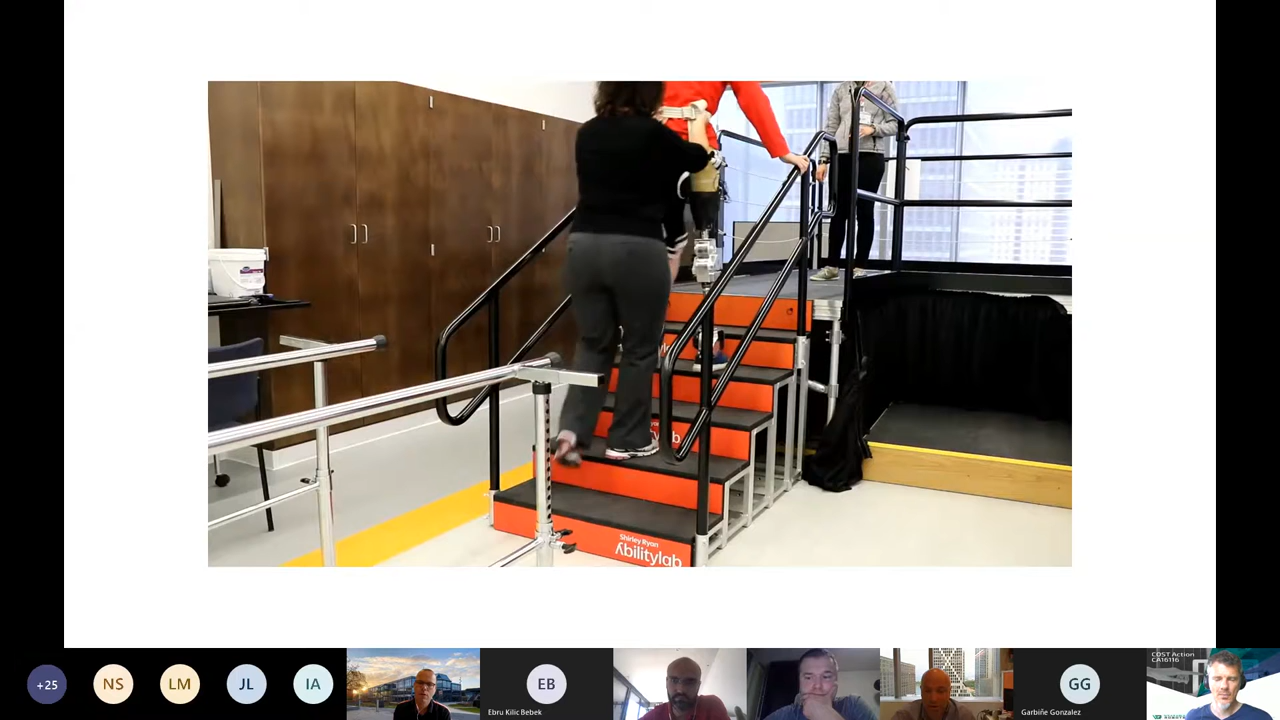 Shirley Ryan
Abilitylab
+25
NS
LM
JL
IA
EB
Ebru Kilic Bebek
GG
Garbiñe Gonzalez
COST Action
CA16116